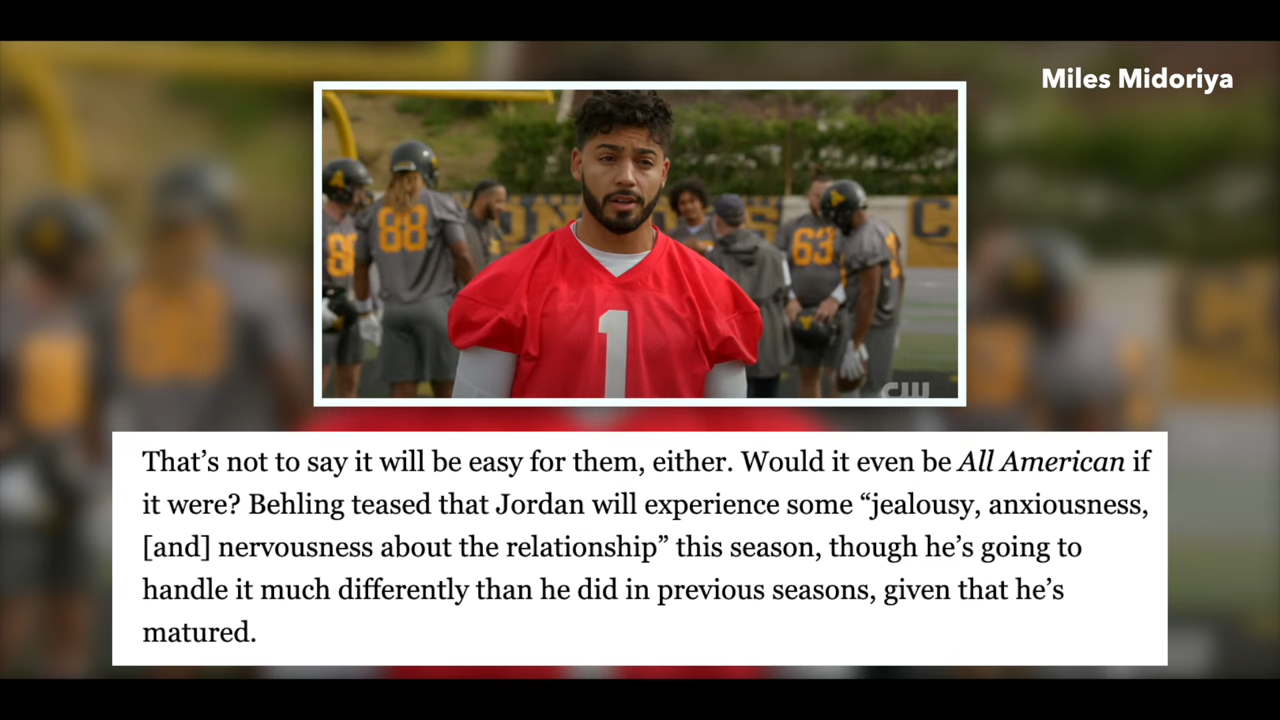 Miles Midoriya
88
63
C
1
CW
That’s not to say it will be easy for them, either. Would it even be All American if
it were? Behling teased that Jordan will experience some “jealousy, anxiousness,
[and] nervousness about the relationship” this season, though he’s going to
handle it much differently than he did in previous seasons, given that he’s
matured.